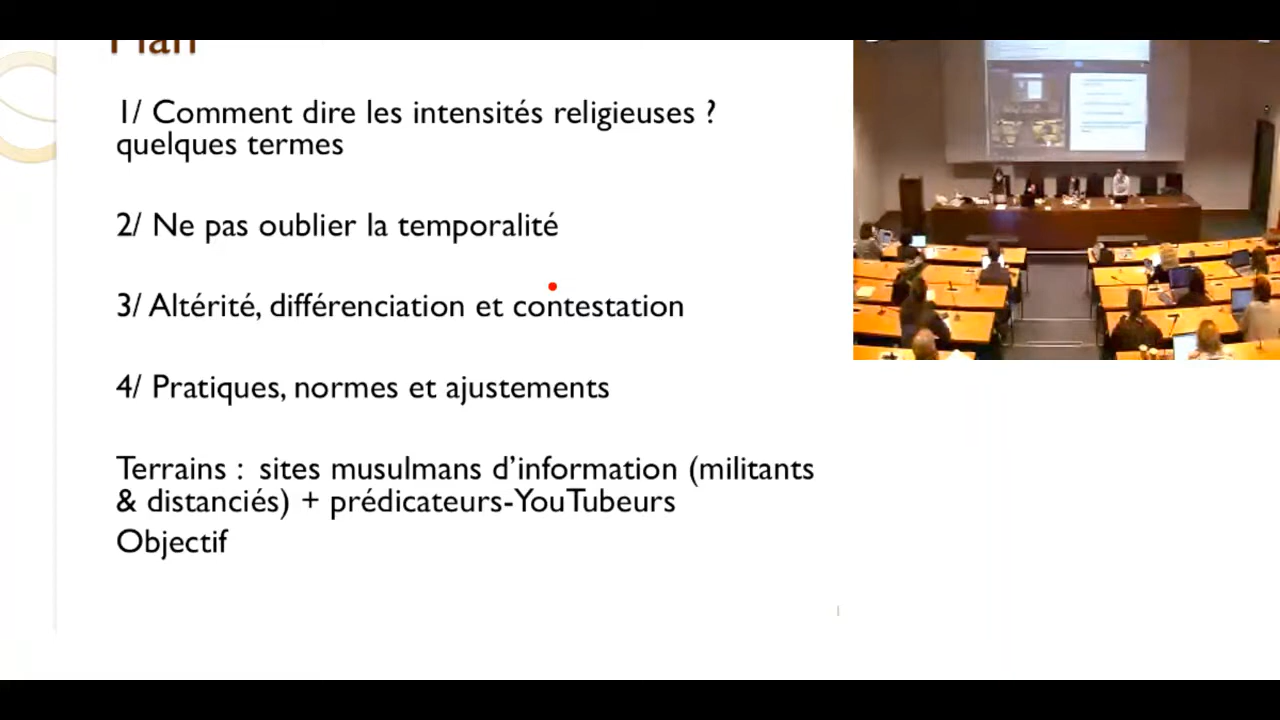 Plan
1/ Comment dire les intensités religieuses ?
quelques termes
2/ Ne pas oublier la temporalité
3/ Altérité, différenciation et contestation
4/ Pratiques, normes et ajustements
Terrains : sites musulmans d’information (militants
& distanciés) + prédicateurs-YouTubeurs
Objectif